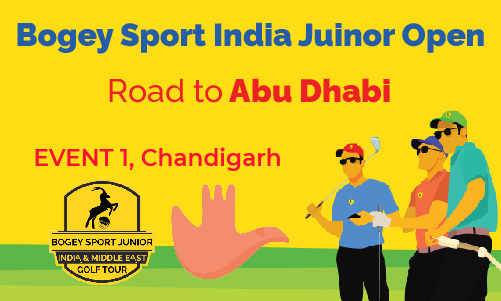 Bogey Sport India Juinor Open
Road to Abu Dhabi
EVENT 1, Chandigarh
BOGEY SPORT JUNIOR
INDIA & MIDDLE EAST
GOLF TOUR